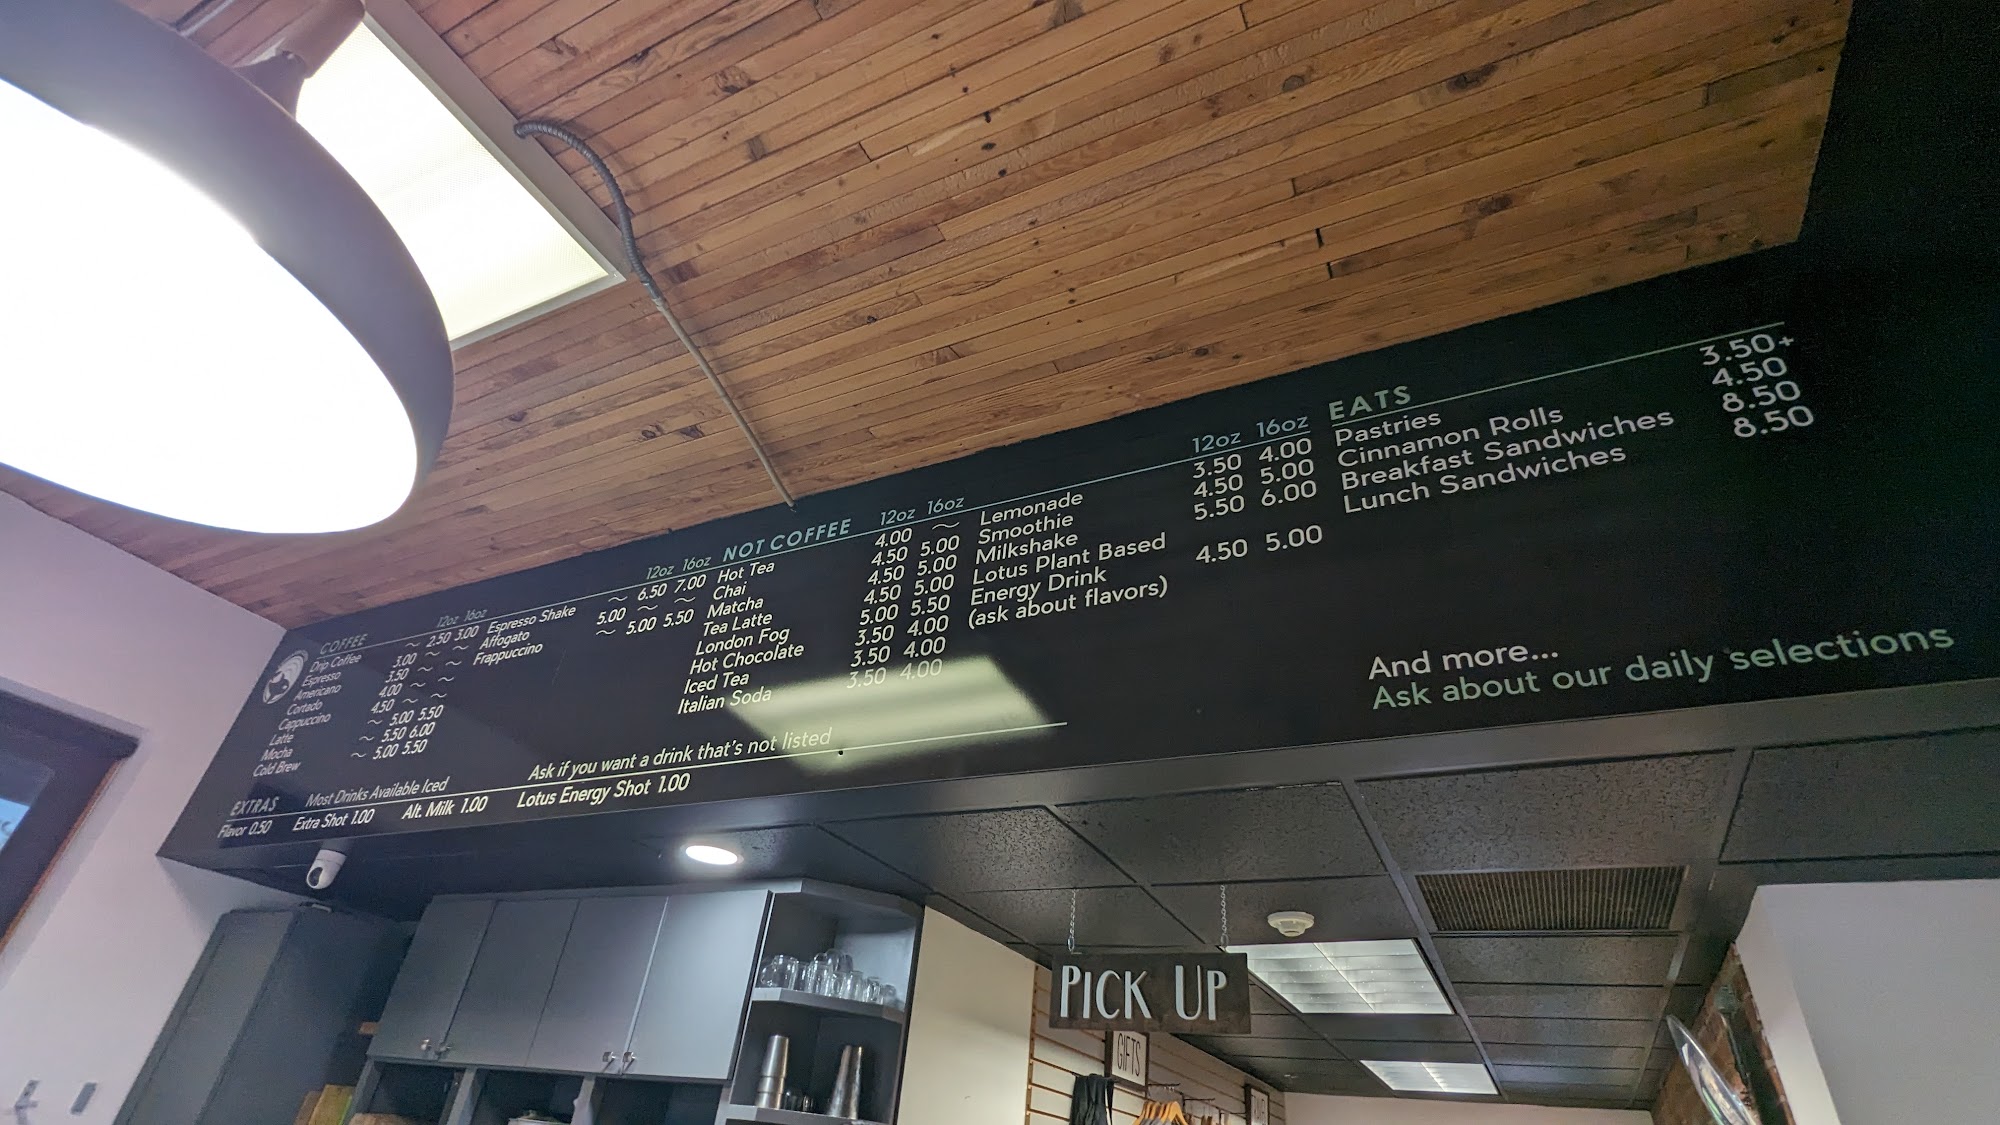 COFFEE 12oz 16oz
Drip Coffee ~ 2.50 3.00
Espresso 3.00 ~ ~
Americano 3.50 ~ ~
Cortado 4.00 ~ ~
Cappuccino 4.50 ~ ~
Latte ~ 5.00 5.50
Mocha ~ 5.50 6.00
Cold Brew ~ 5.00 5.50
12oz 16oz
Espresso Shake ~ 6.50 7.00
Affogato 5.00 ~ ~
Frappuccino ~ 5.00 5.50
NOT COFFEE 12oz 16oz
Hot Tea 4.00 ~
Chai 4.50 5.00
Matcha 4.50 5.00
Tea Latte 4.50 5.00
London Fog 5.00 5.50
Hot Chocolate 3.50 4.00
Iced Tea 3.50 4.00
Italian Soda 3.50 4.00
12oz 16oz
Lemonade 3.50 4.00
Smoothie 4.50 5.00
Milkshake 5.50 6.00
Lotus Plant Based
Energy Drink 4.50 5.00
(ask about flavors)
EATS
Pastries 3.50+
Cinnamon Rolls 4.50
Breakfast Sandwiches 8.50
Lunch Sandwiches 8.50
And more...
Ask about our daily selections
EXTRAS Most Drinks Available Iced Ask if you want a drink that's not listed
Flavor 0.50 Extra Shot 1.00 Alt. Milk 1.00 Lotus Energy Shot 1.00
PICK UP
GIFTS